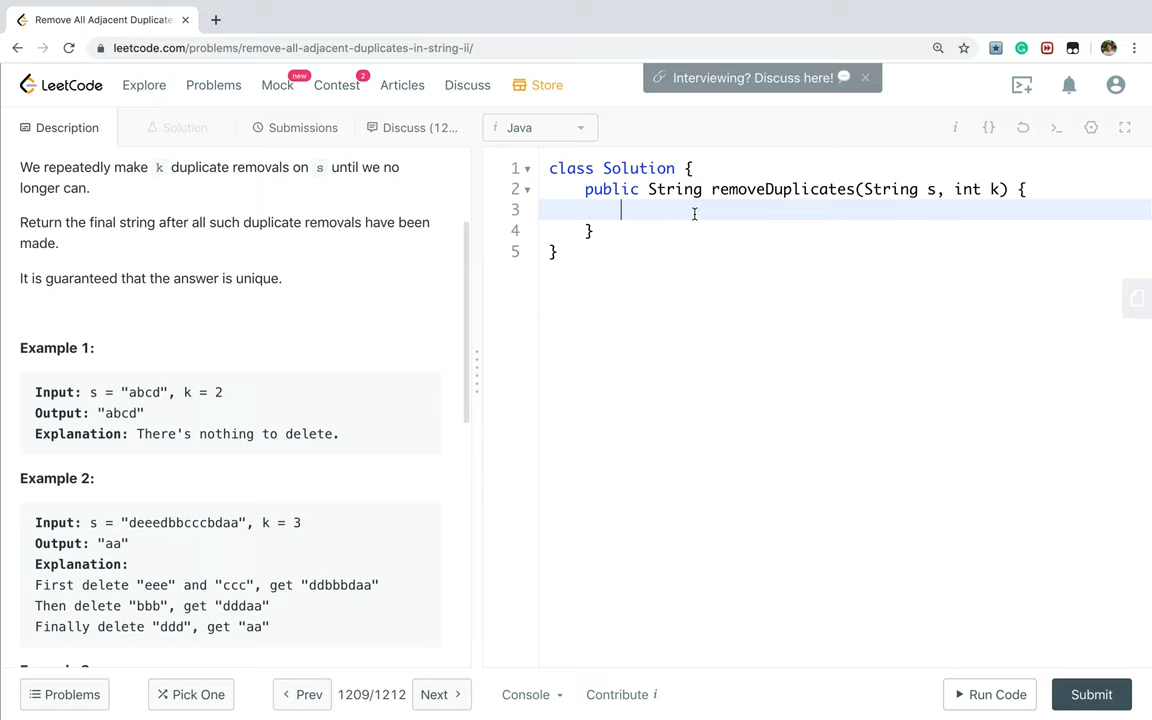 Remove All Adjacent Duplicate
leetcode.com/problems/remove-all-adjacent-duplicates-in-string-ii/
LeetCode Explore Problems Mock new Contest 2 Articles Discuss Store
Interviewing? Discuss here!
Description Solution Submissions Discuss (12... i Java
We repeatedly make k duplicate removals on s until we no
longer can.
Return the final string after all such duplicate removals have been
made.
It is guaranteed that the answer is unique.
Example 1:
Input: s = "abcd", k = 2
Output: "abcd"
Explanation: There's nothing to delete.
Example 2:
Input: s = "deeedbbcccbdaa", k = 3
Output: "aa"
Explanation:
First delete "eee" and "ccc", get "ddbbbdaa"
Then delete "bbb", get "dddaa"
Finally delete "ddd", get "aa"
1 class Solution {
2 public String removeDuplicates(String s, int k) {
3
4 }
5 }
Problems Pick One Prev 1209/1212 Next Console Contribute i Run Code Submit